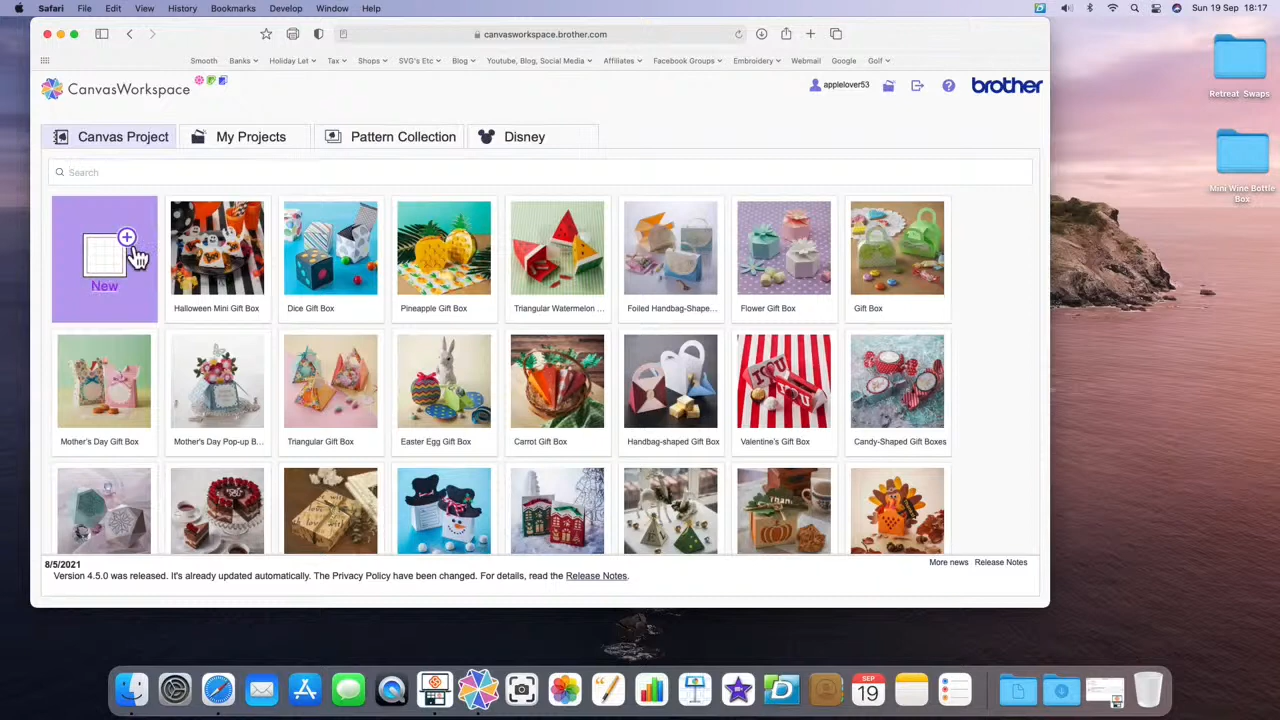 Safari File Edit View History Bookmarks Develop Window Help Sun 19 Sep 18:17
canvasworkspace.brother.com
Smooth Banks Holiday Let Tax Shops SVG's Etc Blog Youtube, Blog, Social Media Affiliates Facebook Groups Embroidery Webmail Google Golf
CanvasWorkspace applelover53 brother
Canvas Project My Projects Pattern Collection Disney
Search
New
Halloween Mini Gift Box Dice Gift Box Pineapple Gift Box Triangular Watermelon ... Foiled Handbag-Shape... Flower Gift Box Gift Box
Mother's Day Gift Box Mother's Day Pop-up B... Triangular Gift Box Easter Egg Gift Box Carrot Gift Box Handbag-shaped Gift Box Valentine's Gift Box Candy-Shaped Gift Boxes
8/5/2021 More news Release Notes
Version 4.5.0 was released. It's already updated automatically. The Privacy Policy have been changed. For details, read the Release Notes.
Retreat Swaps
Mini Wine Bottle
Box
SEP
19